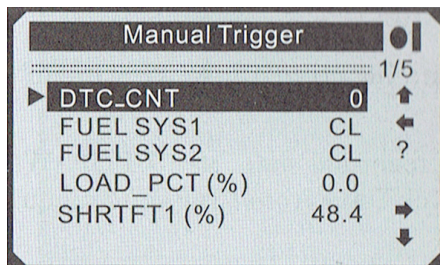 Manual Trigger
1/5
DTC_CNT 0
FUEL SYS1 CL
FUEL SYS2 CL
?
LOAD_PCT (%) 0.0
SHRTFT1 (%) 48.4